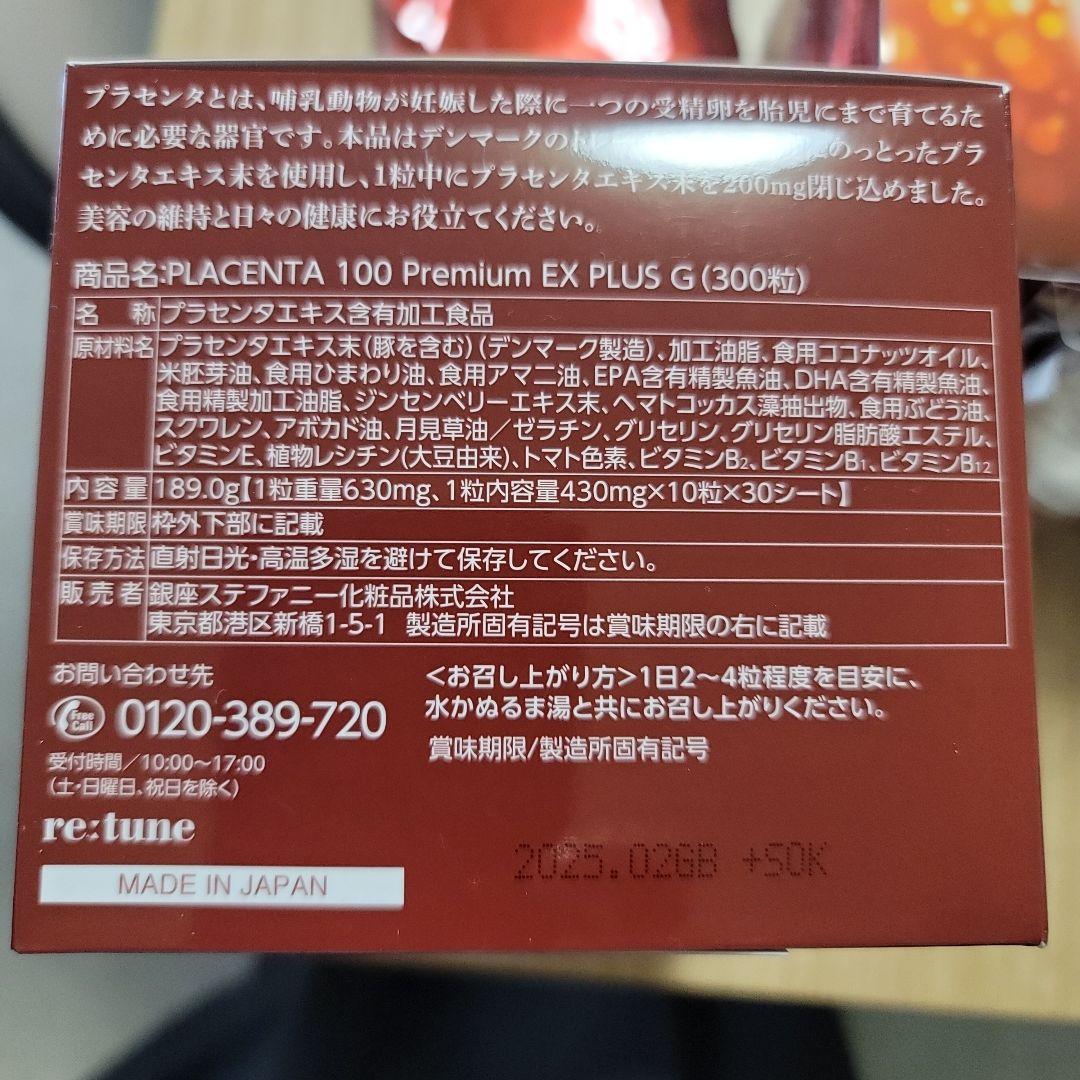 プラセンタとは、哺乳動物が妊娠した際に一つの受精卵を胎児にまで育てるた
めに必要な器官です。本品はデンマークのトレ のっとったプラ
センタエキス末を使用し、1粒中にプラセンタエキス末を200mg閉じ込めました。
美容の維持と日々の健康にお役立てください。
商品名:PLACENTA 100 Premium EX PLUS G(300粒)
名 称 プラセンタエキス含有加工食品
原材料名 プラセンタエキス末(豚を含む)(デンマーク製造)、加工油脂、食用ココナッツオイル、
米胚芽油、食用ひまわり油、食用アマニ油、EPA含有精製魚油、DHA含有精製魚油、
食用精製加工油脂、ジンセンベリーエキス末、ヘマトコッカス藻抽出物、食用ぶどう油、
スクワレン、アボカド油、月見草油/ゼラチン、グリセリン、グリセリン脂肪酸エステル、
ビタミンE、植物レシチン(大豆由来)、トマト色素、ビタミンB2、ビタミンB1、ビタミンB12
内容量 189.0g【1粒重量630mg、1粒内容量430mg×10粒×30シート】
賞味期限 枠外下部に記載
保存方法 直射日光・高温多湿を避けて保存してください。
販売者 銀座ステファニー化粧品株式会社
東京都港区新橋1-5-1 製造所固有記号は賞味期限の右に記載
お問い合わせ先
Free Call 0120-389-720
受付時間/10:00~17:00
(土・日曜日、祝日を除く)
re:tune
MADE IN JAPAN
<お召し上がり方>1日2~4粒程度を目安に、
水かぬるま湯と共にお召し上がりください。
賞味期限/製造所固有記号
2025.02GB +SOK